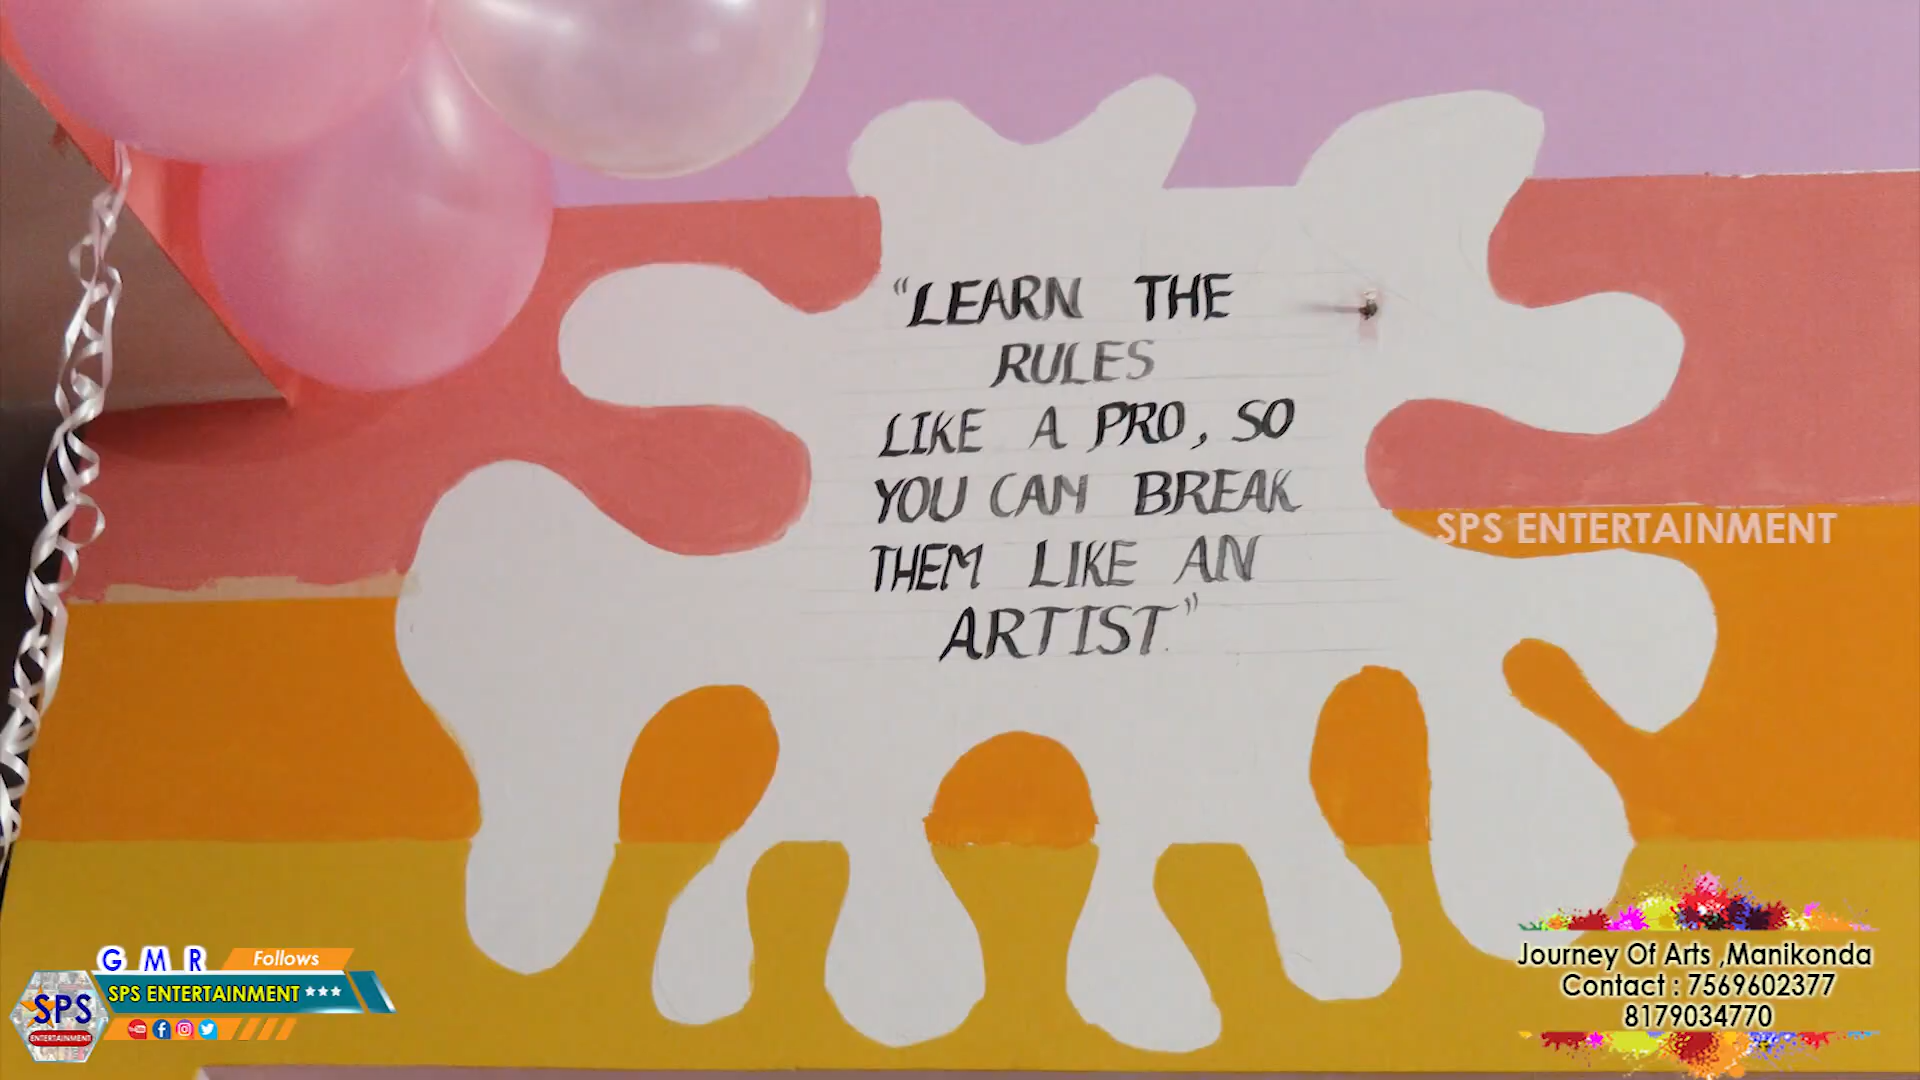 “LEARN THE
RULES
LIKE A PRO, SO
YOU CAN BREAK
THEM LIKE AN
ARTIST.”
SPS ENTERTAINMENT
G M R
Follows
SPS ENTERTAINMENT ***
SPS
ENTERTAINMENT
Journey Of Arts ,Manikonda
Contact : 7569602377
8179034770